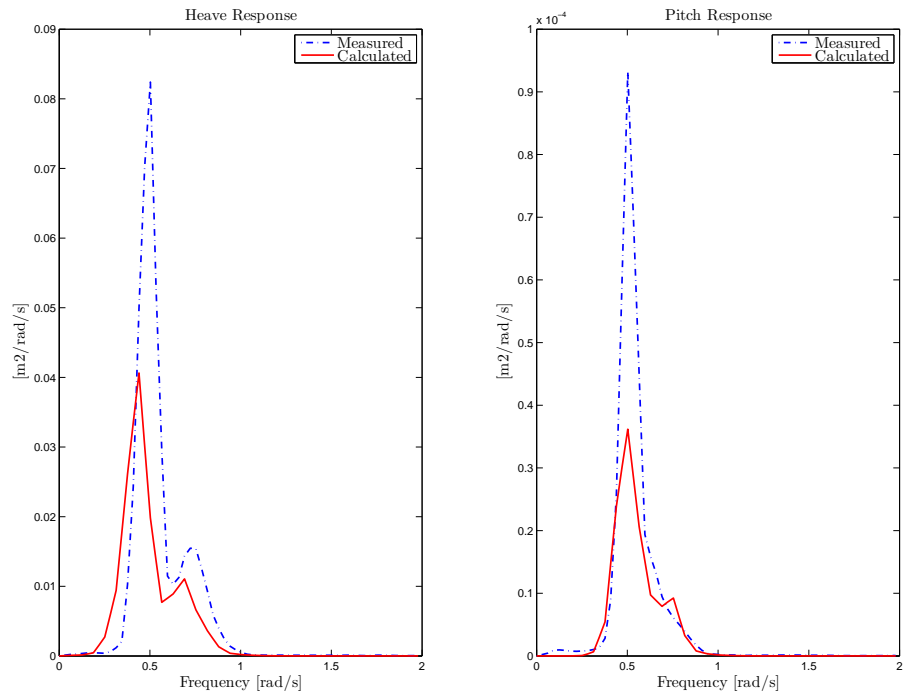 Heave Response
Measured
Calculated
0.09
0.08
0.07
0.06
0.05
0.04
0.03
0.02
0.01
0
[m2/rad/s]
0 0.5 1 1.5 2
Frequency [rad/s]
Pitch Response
x 10⁻⁴
Measured
Calculated
1
0.9
0.8
0.7
0.6
0.5
0.4
0.3
0.2
0.1
0
[m2/rad/s]
0 0.5 1 1.5 2
Frequency [rad/s]